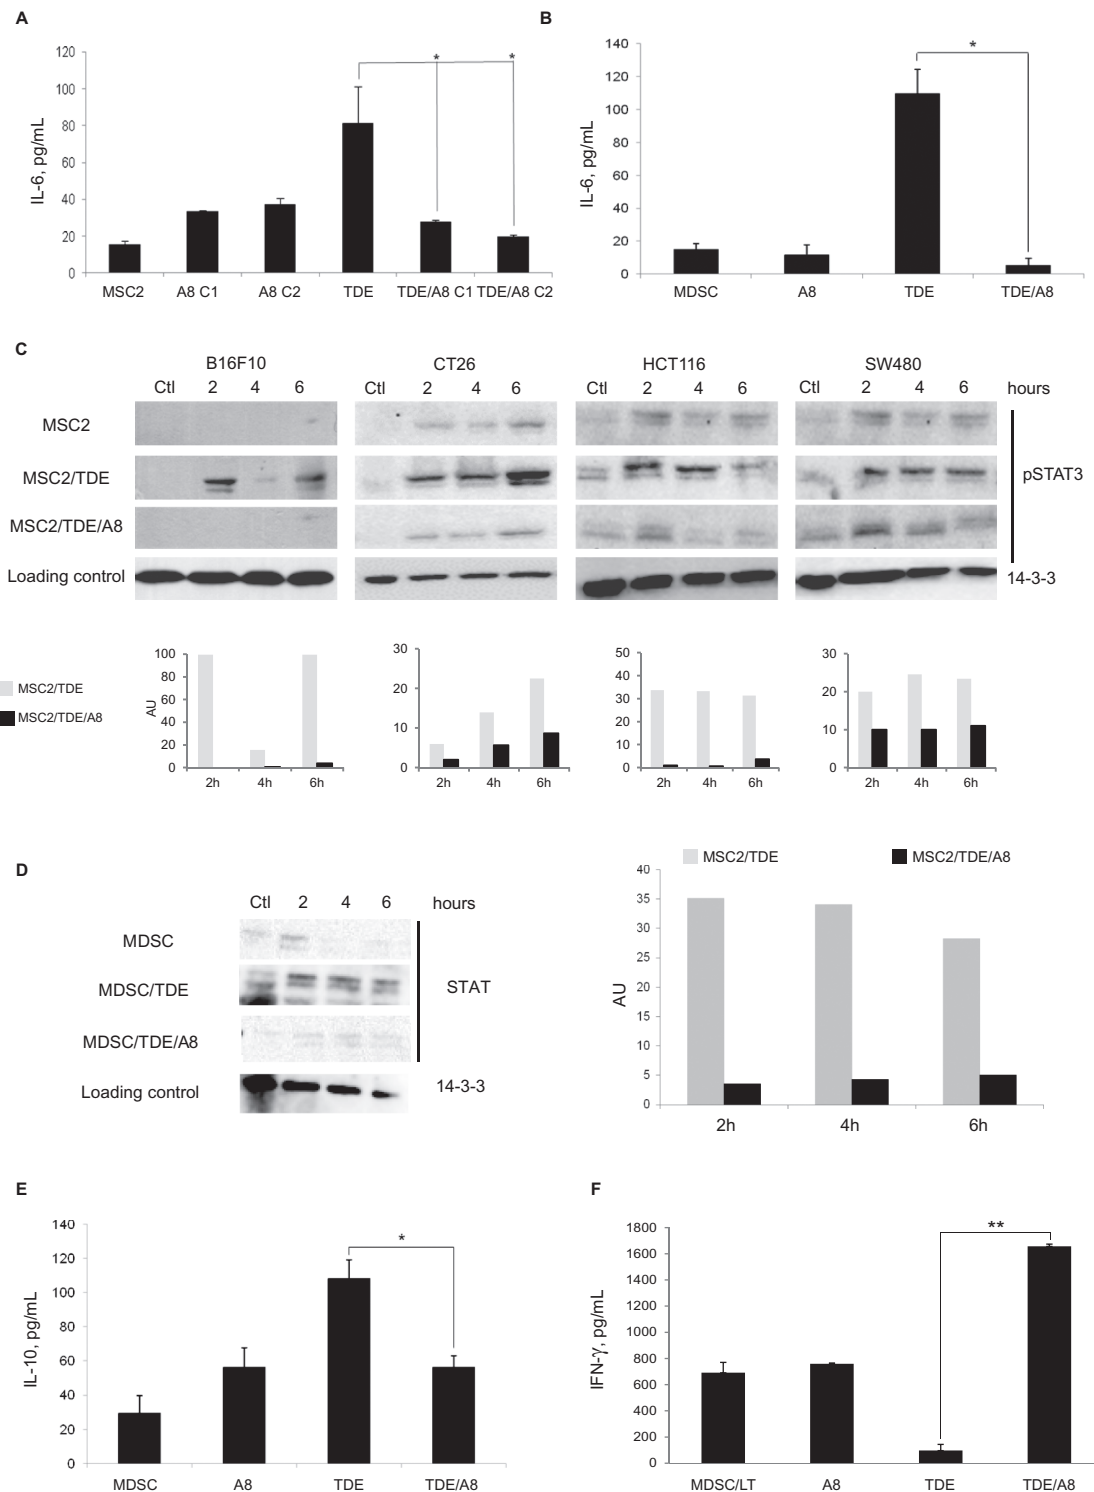 A
IL-6, pg/mL
120
100
80
60
40
20
0
* *
MSC2 A8 C1 A8 C2 TDE TDE/A8 C1 TDE/A8 C2
B
IL-6, pg/mL
140
120
100
80
60
40
20
0
*
MDSC A8 TDE TDE/A8
C
B16F10 CT26 HCT116 SW480
Ctl 2 4 6 Ctl 2 4 6 Ctl 2 4 6 Ctl 2 4 6 hours
MSC2
MSC2/TDE
pSTAT3
MSC2/TDE/A8
Loading control
14-3-3
MSC2/TDE
MSC2/TDE/A8
AU
100
80
60
40
20
0
2h 4h 6h
30
20
10
0
2h 4h 6h
50
40
30
20
10
0
2h 4h 6h
30
20
10
0
2h 4h 6h
D
Ctl 2 4 6 hours
MDSC
MDSC/TDE
STAT
MDSC/TDE/A8
Loading control
14-3-3
MSC2/TDE MSC2/TDE/A8
AU
40
35
30
25
20
15
10
5
0
2h 4h 6h
E
IL-10, pg/mL
140
120
100
80
60
40
20
0
*
MDSC A8 TDE TDE/A8
F
IFN-γ, pg/mL
1800
1600
1400
1200
1000
800
600
400
200
0
**
MDSC/LT A8 TDE TDE/A8